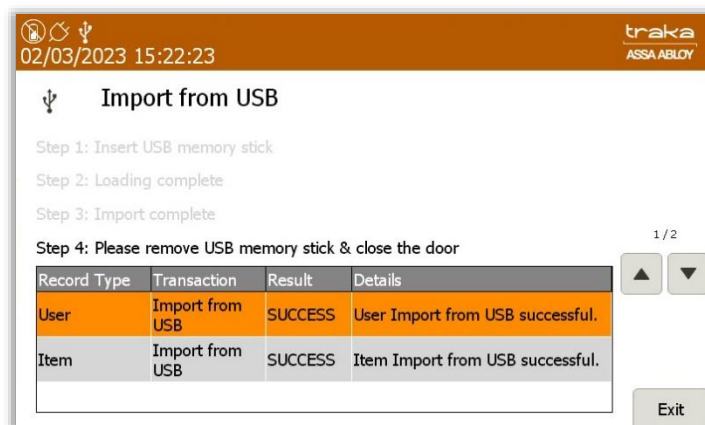 traka
02/03/2023 15:22:23
ASSA ABLOY
Import from USB
Step 1: Insert USB memory stick
Step 2: Loading complete
Step 3: Import complete
1/2
Step 4: Please remove USB memory stick & close the door
Record Type Transaction Result Details
User Import from USB SUCCESS User Import from USB successful.
Item Import from USB SUCCESS Item Import from USB successful.
Exit